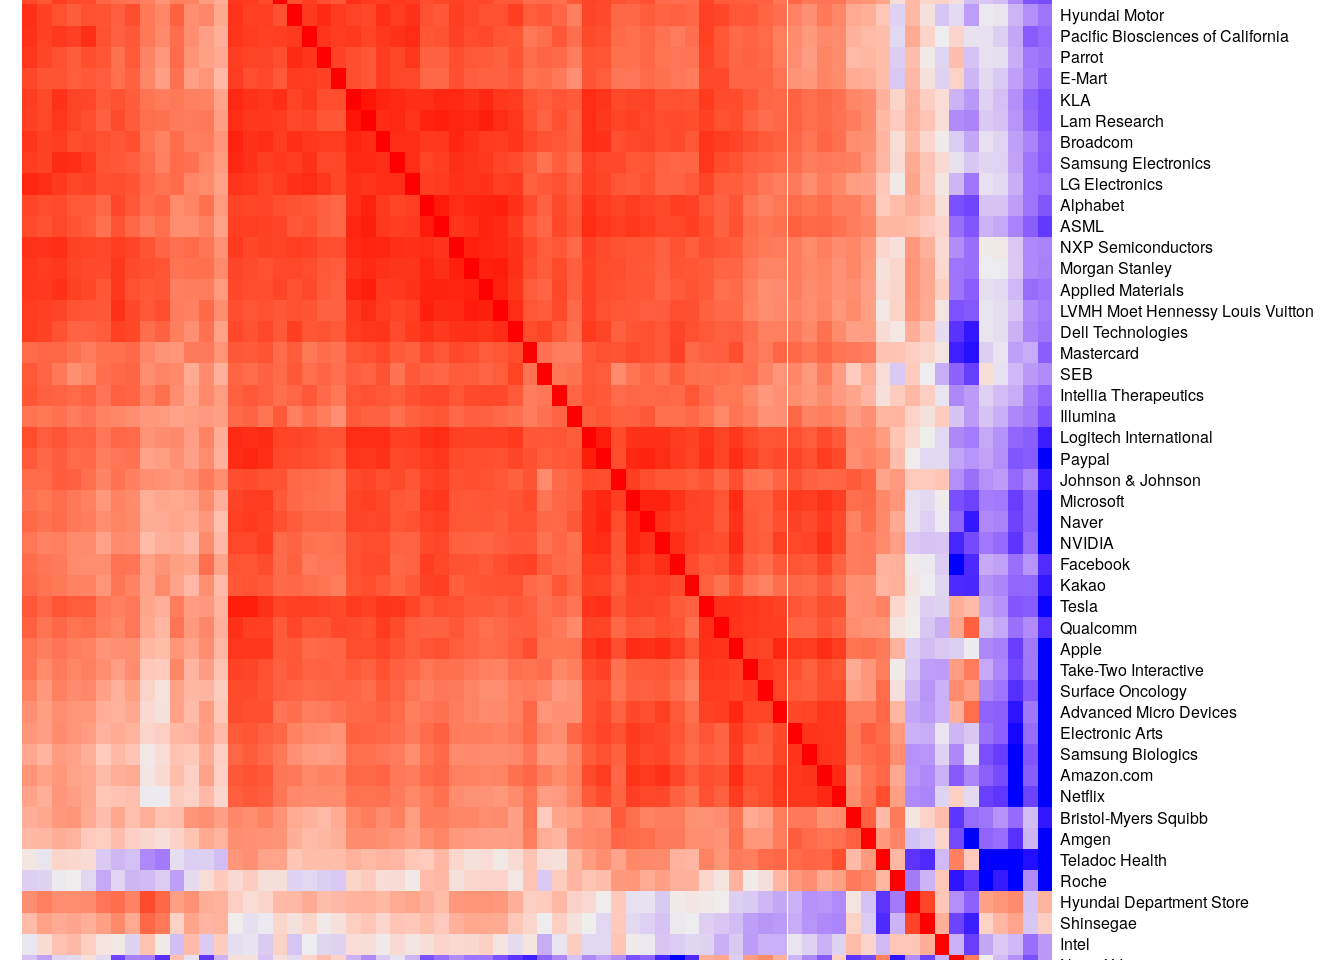 Hyundai Motor
Pacific Biosciences of California
Parrot
E-Mart
KLA
Lam Research
Broadcom
Samsung Electronics
LG Electronics
Alphabet
ASML
NXP Semiconductors
Morgan Stanley
Applied Materials
LVMH Moet Hennessy Louis Vuitton
Dell Technologies
Mastercard
SEB
Intellia Therapeutics
Illumina
Logitech International
Paypal
Johnson & Johnson
Microsoft
Naver
NVIDIA
Facebook
Kakao
Tesla
Qualcomm
Apple
Take-Two Interactive
Surface Oncology
Advanced Micro Devices
Electronic Arts
Samsung Biologics
Amazon.com
Netflix
Bristol-Myers Squibb
Amgen
Teladoc Health
Roche
Hyundai Department Store
Shinsegae
Intel